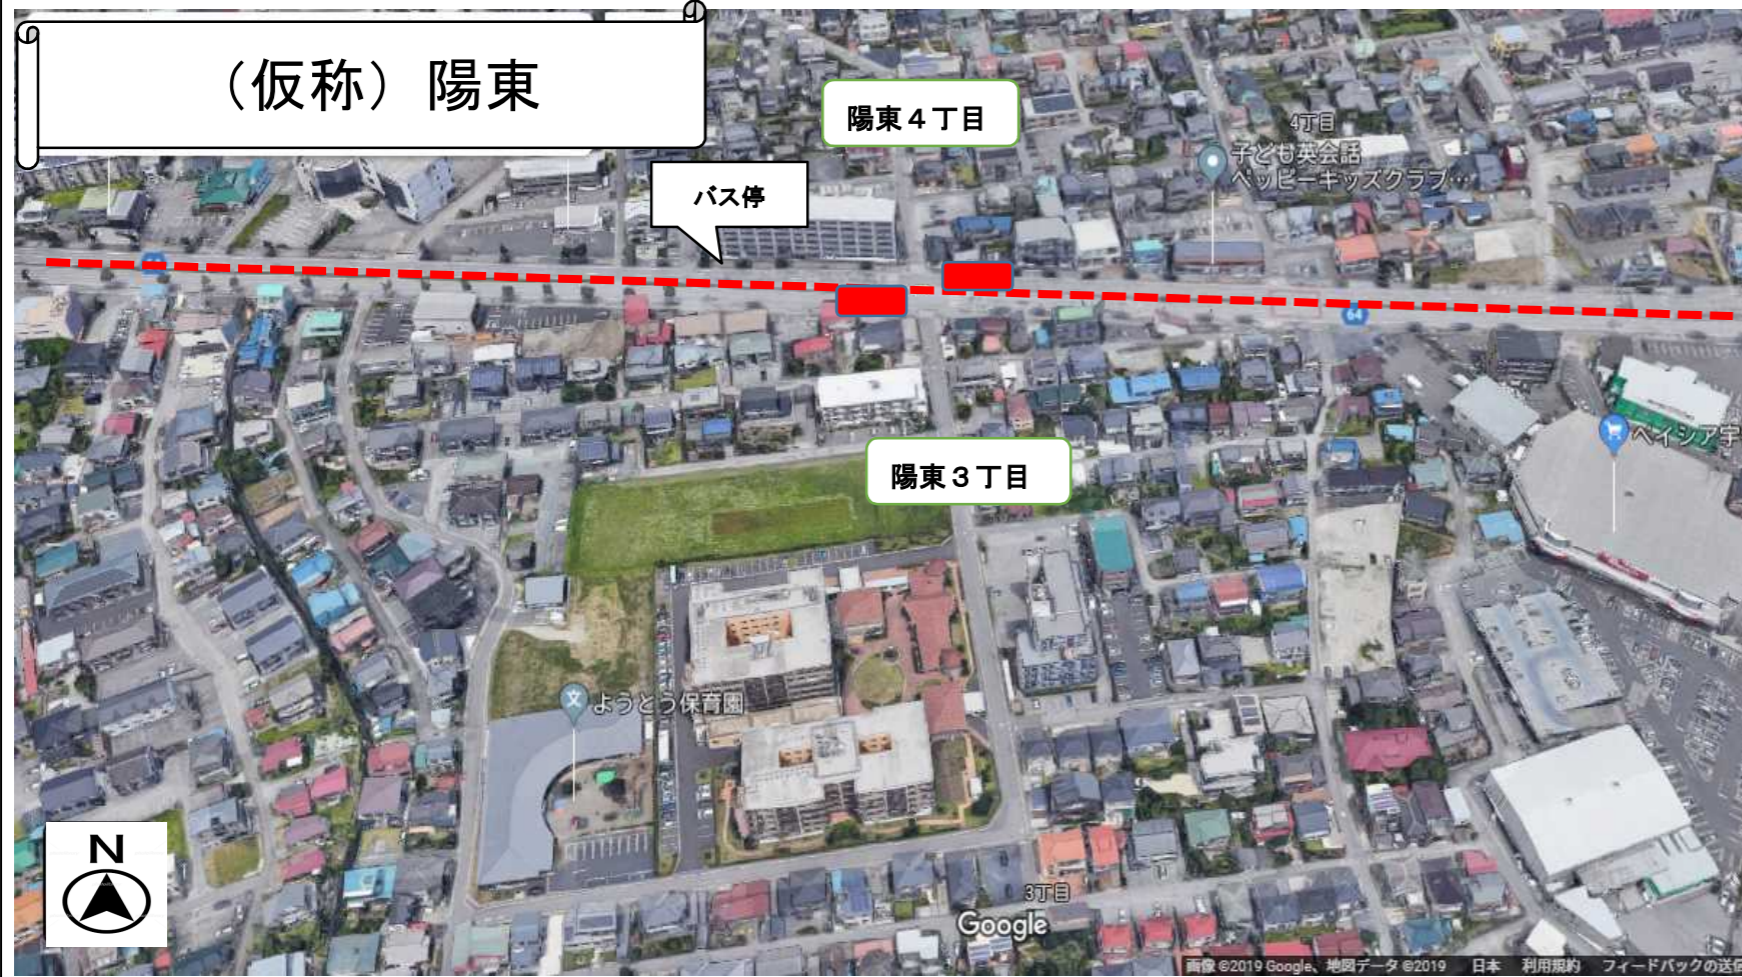 （仮称）陽東
陽東４丁目
4丁目
子ども英会話
ペッピーキッズクラブ…
バス停
64
陽東３丁目
ベイシア宇
ようとう保育園
N
3丁目
Google
画像 ©2019 Google、地図データ ©2019 日本 利用規約 フィードバックの送信